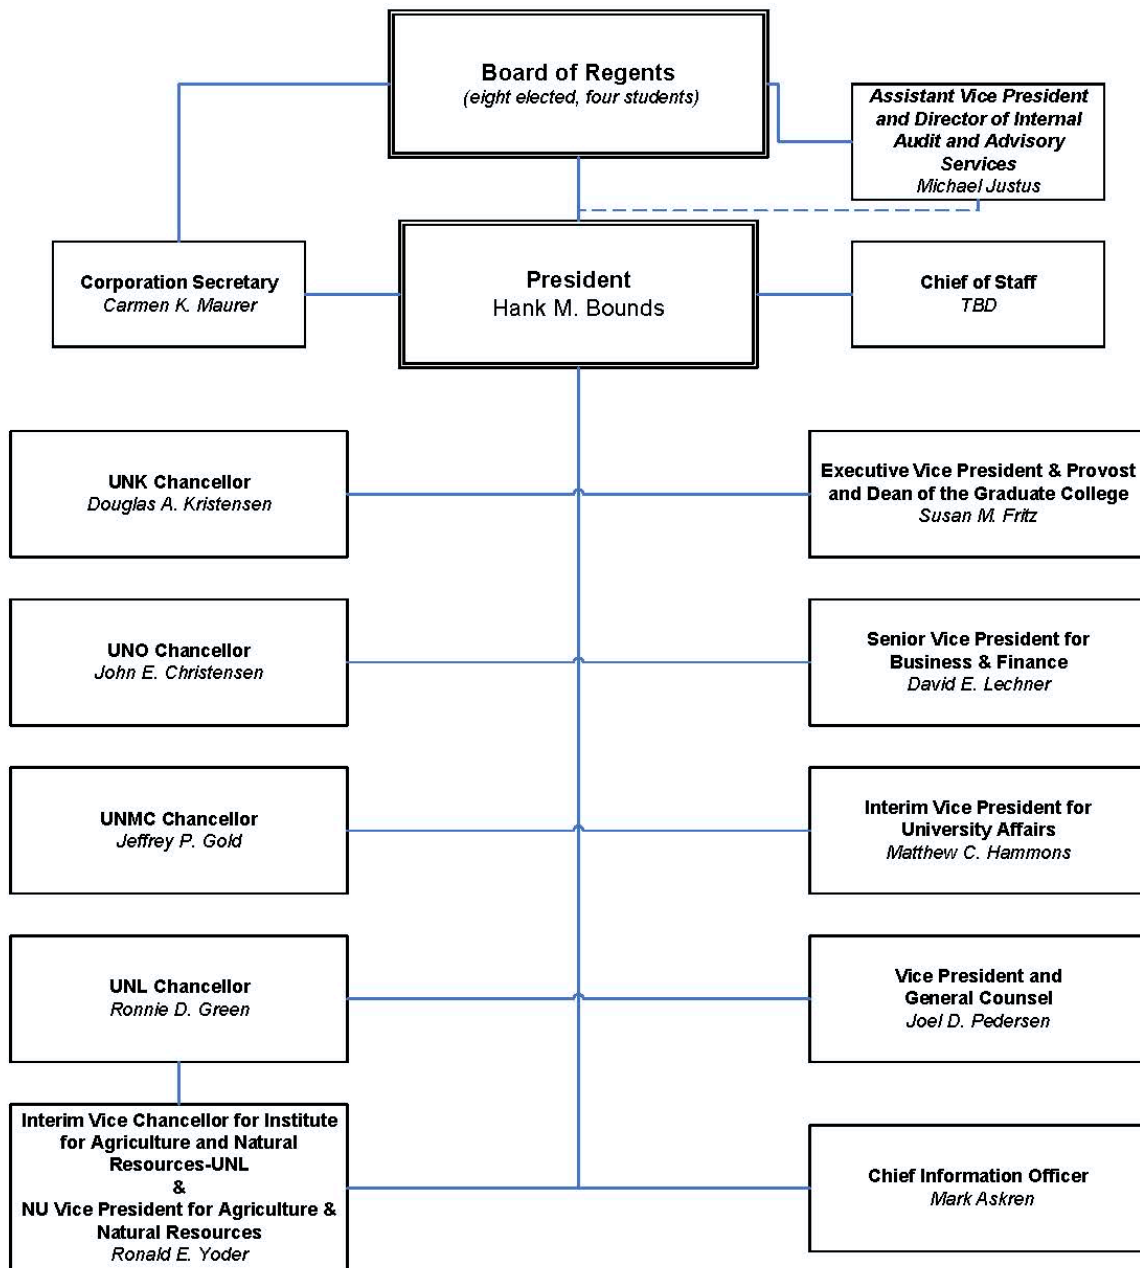 Board of Regents
(eight elected, four students)
Assistant Vice President
and Director of Internal
Audit and Advisory
Services
Michael Justus
Corporation Secretary
Carmen K. Maurer
President
Hank M. Bounds
Chief of Staff
TBD
UNK Chancellor
Douglas A. Kristensen
Executive Vice President & Provost
and Dean of the Graduate College
Susan M. Fritz
UNO Chancellor
John E. Christensen
Senior Vice President for
Business & Finance
David E. Lechner
UNMC Chancellor
Jeffrey P. Gold
Interim Vice President for
University Affairs
Matthew C. Hammons
UNL Chancellor
Ronnie D. Green
Vice President and
General Counsel
Joel D. Pedersen
Interim Vice Chancellor for Institute
for Agriculture and Natural
Resources-UNL
&
NU Vice President for Agriculture &
Natural Resources
Ronald E. Yoder
Chief Information Officer
Mark Askren